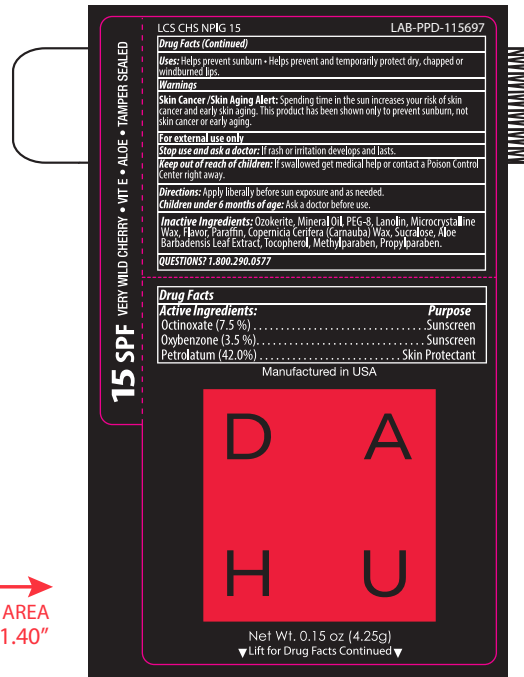 LCS CHS NPIG 15 LAB-PPD-115697
Drug Facts (Continued)
Uses: Helps prevent sunburn • Helps prevent and temporarily protect dry, chapped or
windburned lips.
Warnings
Skin Cancer /Skin Aging Alert: Spending time in the sun increases your risk of skin
cancer and early skin aging. This product has been shown only to prevent sunburn, not
skin cancer or early aging.
For external use only
Stop use and ask a doctor: If rash or irritation develops and lasts.
Keep out of reach of children: If swallowed get medical help or contact a Poison Control
Center right away.
Directions: Apply liberally before sun exposure and as needed.
Children under 6 months of age: Ask a doctor before use.
Inactive Ingredients: Ozokerite, Mineral Oil, PEG-8, Lanolin, Microcrystalline
Wax, Flavor, Paraffin, Copernicia Cerifera (Carnauba) Wax, Sucralose, Aloe
Barbadensis Leaf Extract, Tocopherol, Methylparaben, Propylparaben.
QUESTIONS? 1.800.290.0577
15 SPF VERY WILD CHERRY • VIT E • ALOE • TAMPER SEALED
Drug Facts
Active Ingredients: Purpose
Octinoxate (7.5 %) . . . . . . . . . . . . . . . . . . . . . . . . . . . . . . Sunscreen
Oxybenzone (3.5 %). . . . . . . . . . . . . . . . . . . . . . . . . . . . . Sunscreen
Petrolatum (42.0%) . . . . . . . . . . . . . . . . . . . . . . . . Skin Protectant
Manufactured in USA
D A
H U
Net Wt. 0.15 oz (4.25g)
▼Lift for Drug Facts Continued▼
AREA
1.40"